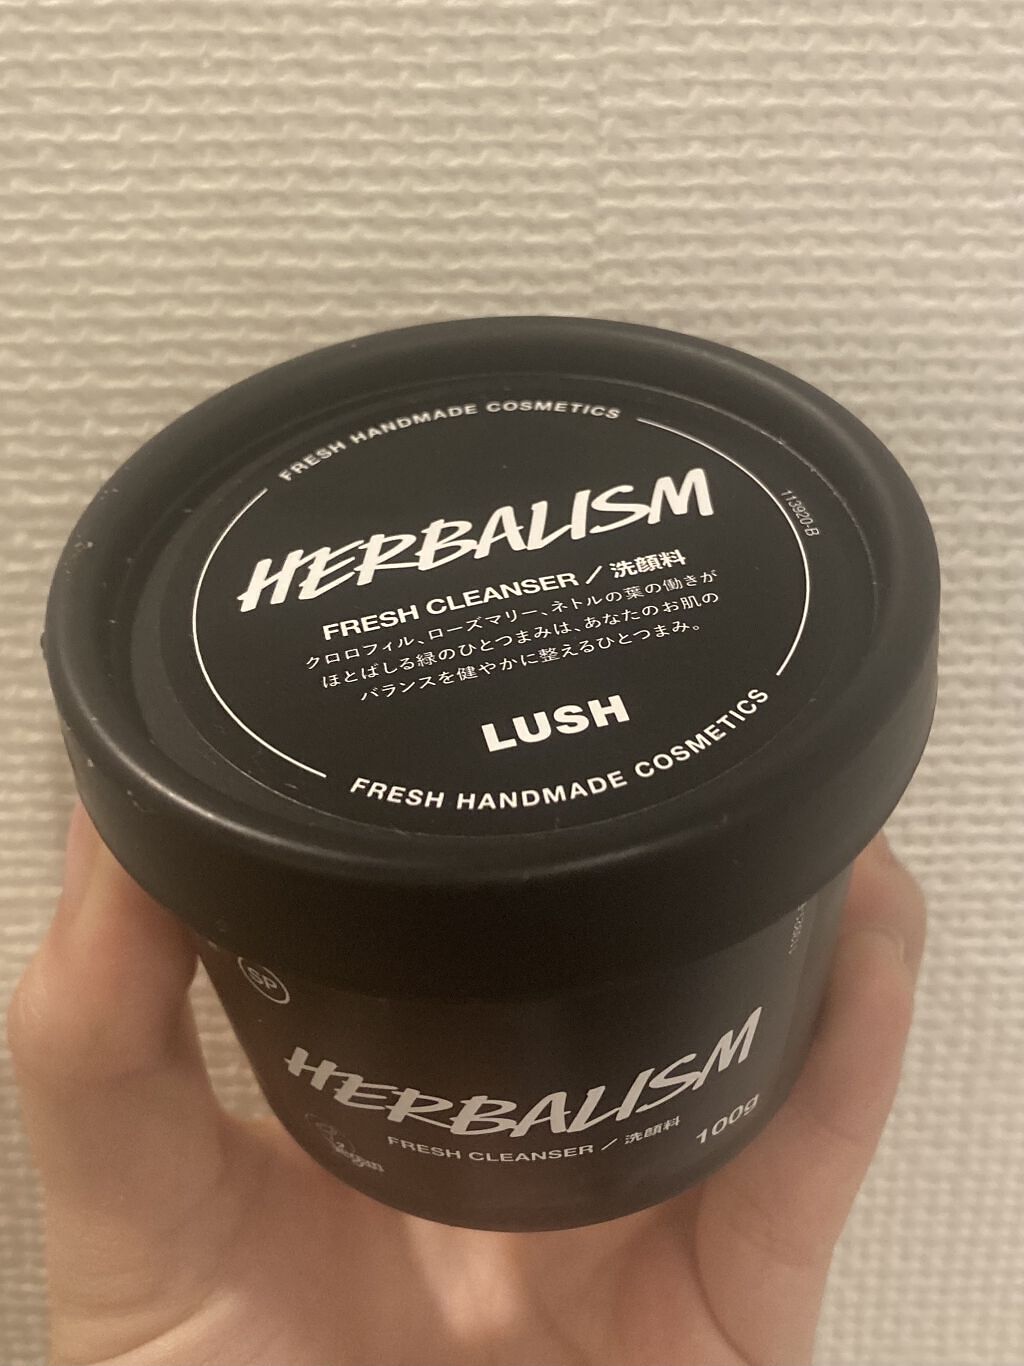 FRESH HANDMADE COSMETICS
HERBALISM
FRESH CLEANSER / 洗顔料
クロロフィル、ローズマリー、ネトルの葉の働きが
ほとばしる緑のひとつまみは、あなたのお肌の
バランスを健やかに整えるひとつまみ。
LUSH
FRESH HANDMADE COSMETICS
113920-B
SP
HERBALISM
FRESH CLEANSER / 洗顔料
100g
Vegan